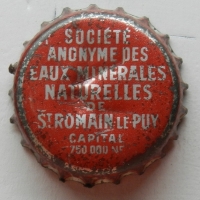 SOCIÉTÉ
ANONYME DES
EAUX MINÉRALES
NATURELLES
DE
ST ROMAIN-LE-PUY
CAPITAL
750 000 NF